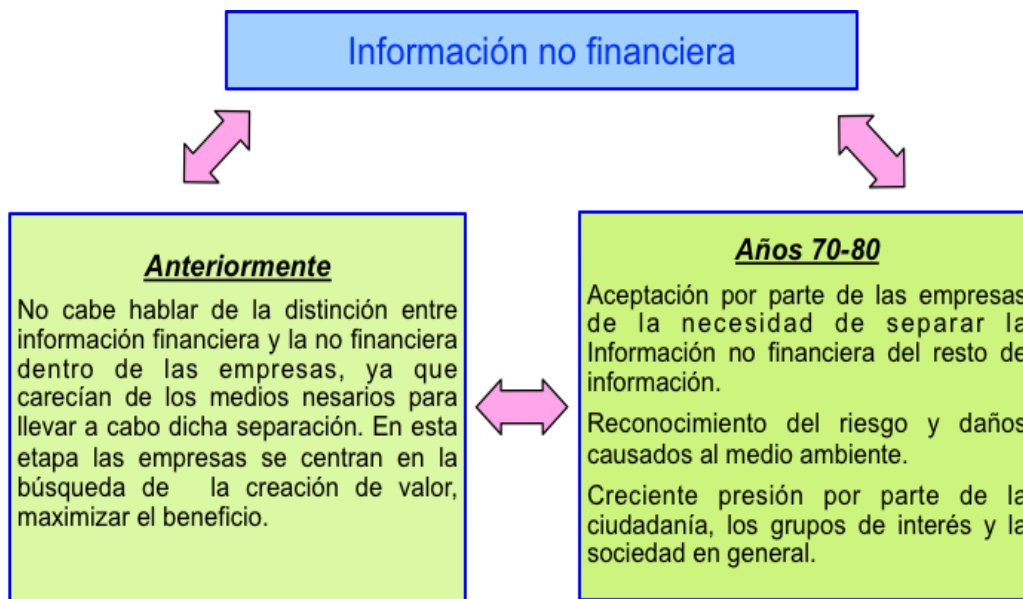 Información no financiera
Anteriormente
No cabe hablar de la distinción entre
información financiera y la no financiera
dentro de las empresas, ya que
carecían de los medios nesarios para
llevar a cabo dicha separación. En esta
etapa las empresas se centran en la
búsqueda de la creación de valor,
maximizar el beneficio.
Años 70-80
Aceptación por parte de las empresas
de la necesidad de separar la
Información no financiera del resto de
información.
Reconocimiento del riesgo y daños
causados al medio ambiente.
Creciente presión por parte de la
ciudadanía, los grupos de interés y la
sociedad en general.